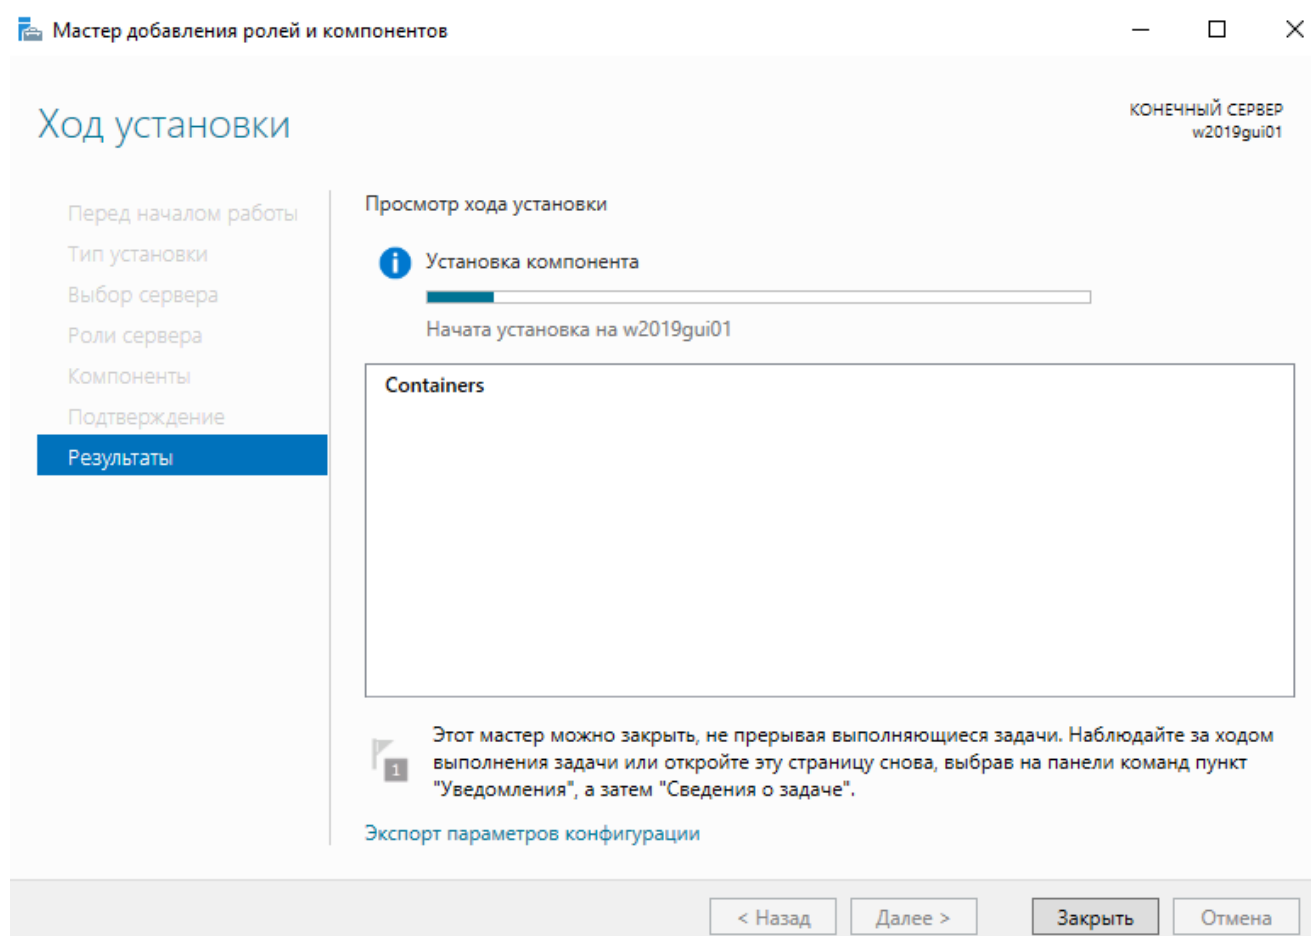 Мастер добавления ролей и компонентов
Ход установки
КОНЕЧНЫЙ СЕРВЕР
w2019gui01
Перед началом работы
Тип установки
Выбор сервера
Роли сервера
Компоненты
Подтверждение
Результаты
Просмотр хода установки
Установка компонента
Начата установка на w2019gui01
Containers
1
Этот мастер можно закрыть, не прерывая выполняющиеся задачи. Наблюдайте за ходом
выполнения задачи или откройте эту страницу снова, выбрав на панели команд пункт
"Уведомления", а затем "Сведения о задаче".
Экспорт параметров конфигурации
< Назад
Далее >
Закрыть
Отмена